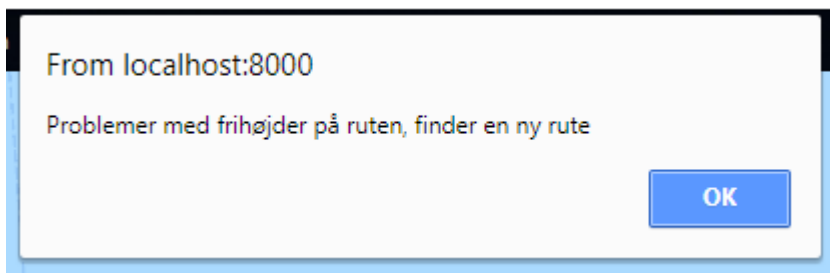 From localhost:8000
Problemer med frihøjder på ruten, finder en ny rute
OK